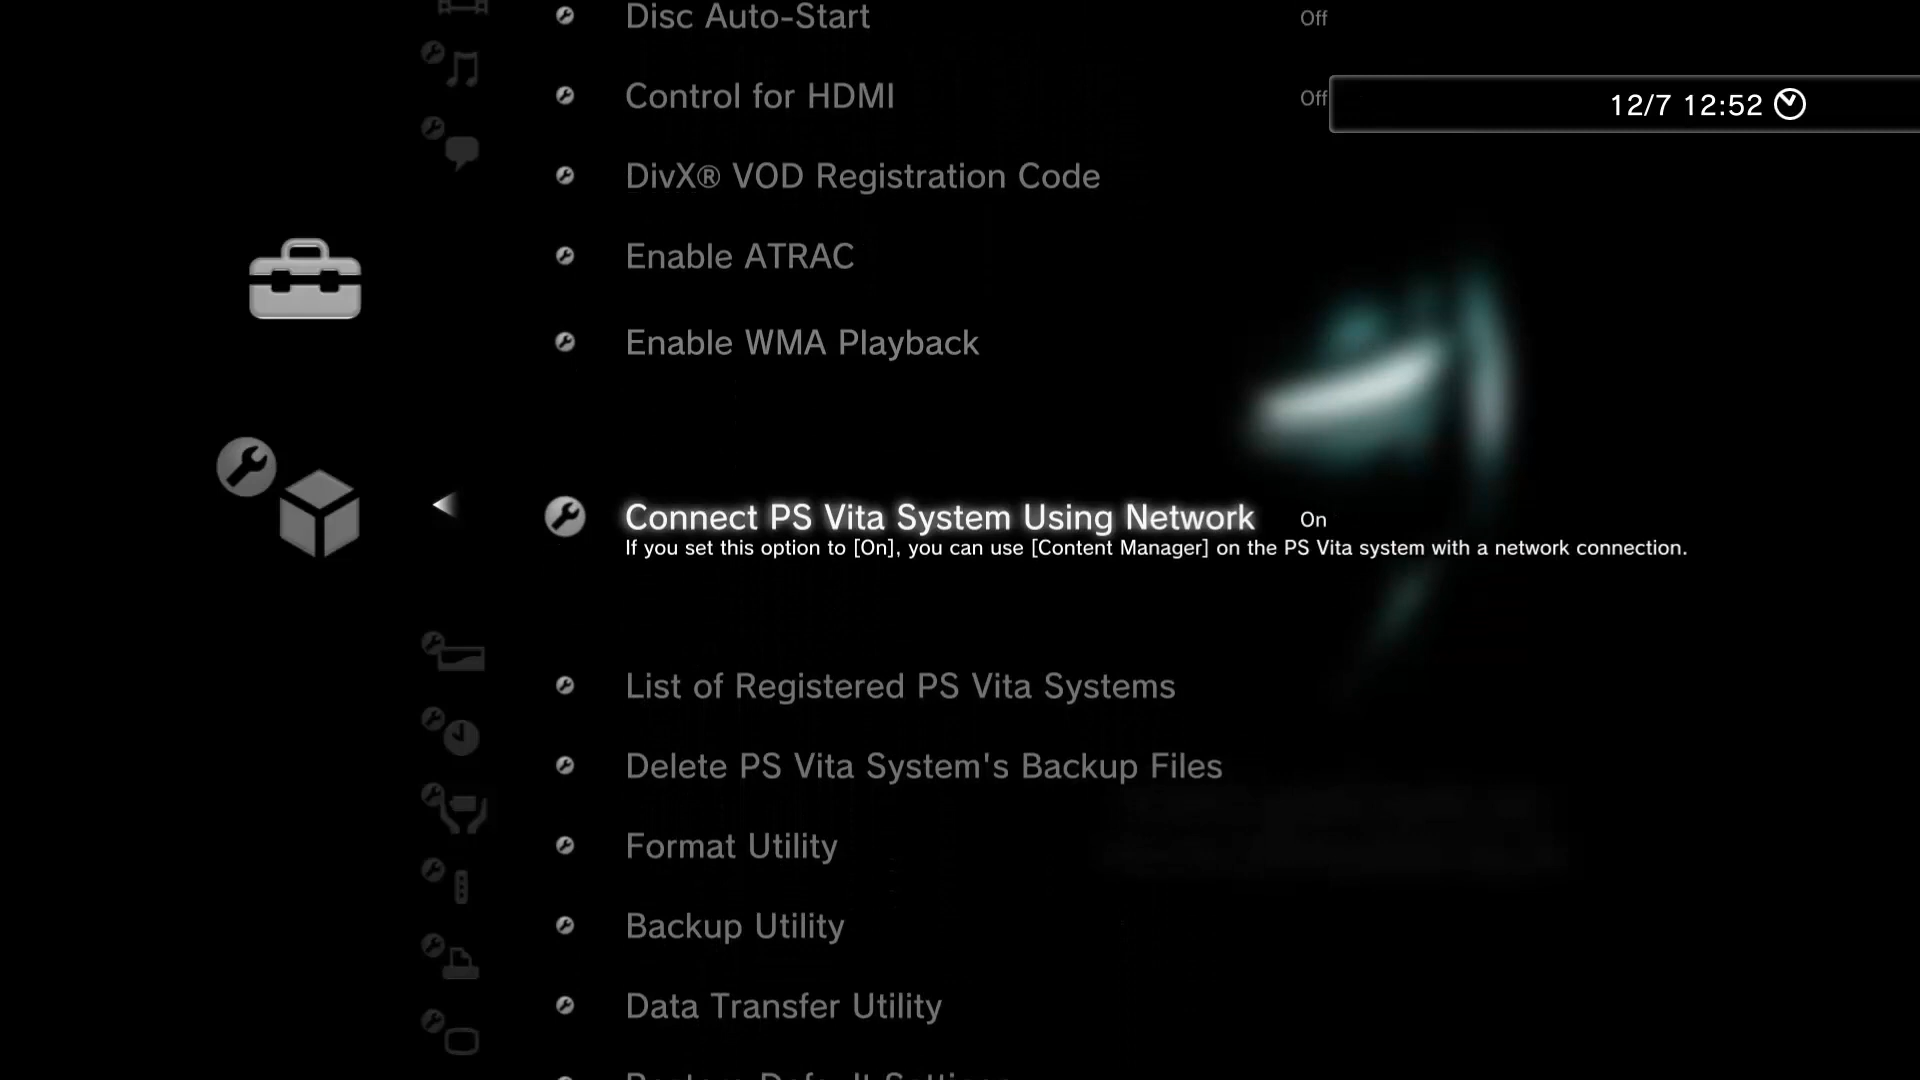 Disc Auto-Start Off
Control for HDMI Off
12/7 12:52
DivX® VOD Registration Code
Enable ATRAC
Enable WMA Playback
Connect PS Vita System Using Network On
If you set this option to [On], you can use [Content Manager] on the PS Vita system with a network connection.
List of Registered PS Vita Systems
Delete PS Vita System's Backup Files
Format Utility
Backup Utility
Data Transfer Utility
Restore Default Settings